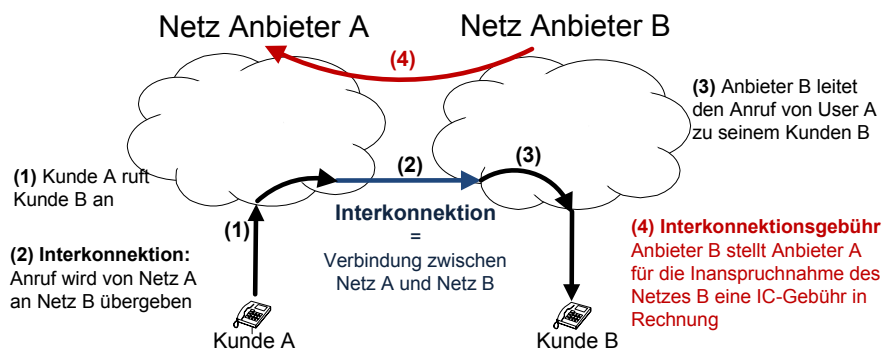 Netz Anbieter A
Netz Anbieter B
(4)
(3) Anbieter B leitet
den Anruf von User A
zu seinem Kunden B
(1) Kunde A ruft
Kunde B an
(2)
(3)
(1)
Interkonnektion
=
Verbindung zwischen
Netz A und Netz B
(2) Interkonnektion:
Anruf wird von Netz A
an Netz B übergeben
(4) Interkonnektionsgebühr
Anbieter B stellt Anbieter A
für die Inanspruchnahme des
Netzes B eine IC-Gebühr in
Rechnung
Kunde A
Kunde B